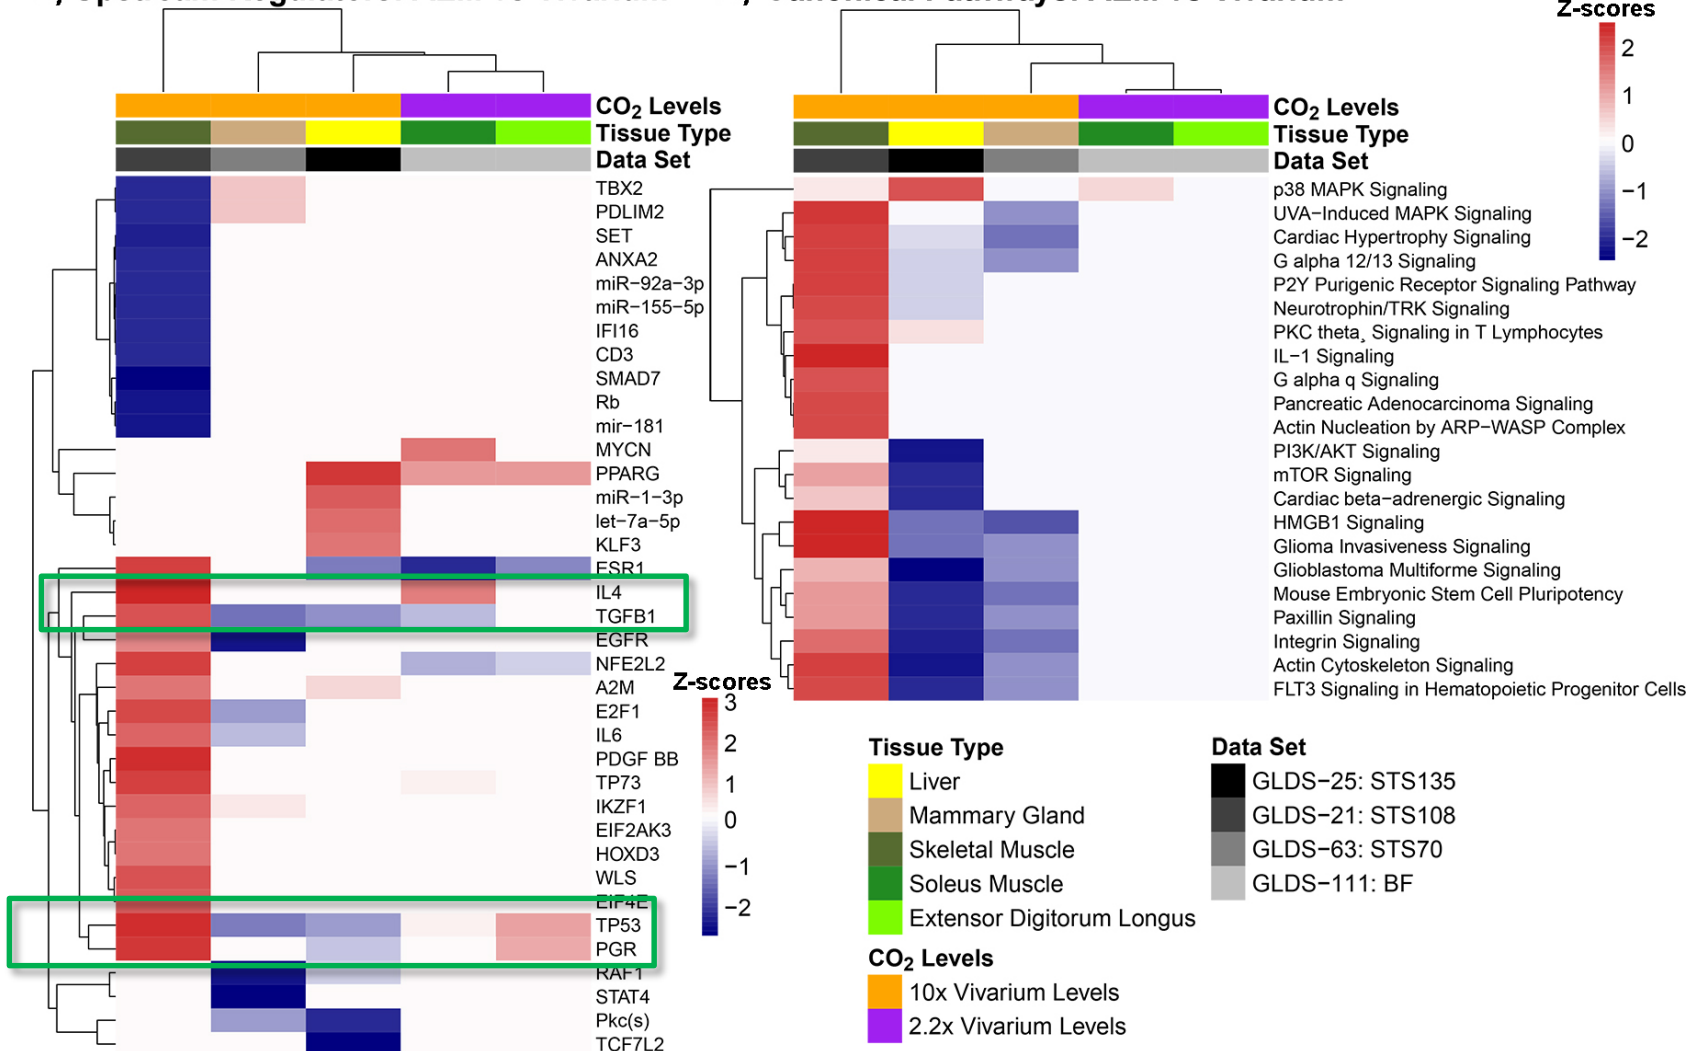 Z-scores
2
1
0
−1
−2
CO2 Levels
Tissue Type
Data Set
TBX2
PDLIM2
SET
ANXA2
miR−92a−3p
miR−155−5p
IFI16
CD3
SMAD7
Rb
mir−181
MYCN
PPARG
miR−1−3p
let−7a−5p
KLF3
ESR1
IL4
TGFB1
EGFR
NFE2L2
A2M
E2F1
IL6
PDGF BB
TP73
IKZF1
EIF2AK3
HOXD3
WLS
EIF4E
TP53
PGR
RAF1
STAT4
Pkc(s)
TCF7L2
Z-scores
3
2
1
0
−1
−2
CO2 Levels
Tissue Type
Data Set
p38 MAPK Signaling
UVA−Induced MAPK Signaling
Cardiac Hypertrophy Signaling
G alpha 12/13 Signaling
P2Y Purigenic Receptor Signaling Pathway
Neurotrophin/TRK Signaling
PKC theta¸ Signaling in T Lymphocytes
IL−1 Signaling
G alpha q Signaling
Pancreatic Adenocarcinoma Signaling
Actin Nucleation by ARP−WASP Complex
PI3K/AKT Signaling
mTOR Signaling
Cardiac beta−adrenergic Signaling
HMGB1 Signaling
Glioma Invasiveness Signaling
Glioblastoma Multiforme Signaling
Mouse Embryonic Stem Cell Pluripotency
Paxillin Signaling
Integrin Signaling
Actin Cytoskeleton Signaling
FLT3 Signaling in Hematopoietic Progenitor Cells
Tissue Type
Liver
Mammary Gland
Skeletal Muscle
Soleus Muscle
Extensor Digitorum Longus
CO2 Levels
10x Vivarium Levels
2.2x Vivarium Levels
Data Set
GLDS−25: STS135
GLDS−21: STS108
GLDS−63: STS70
GLDS−111: BF